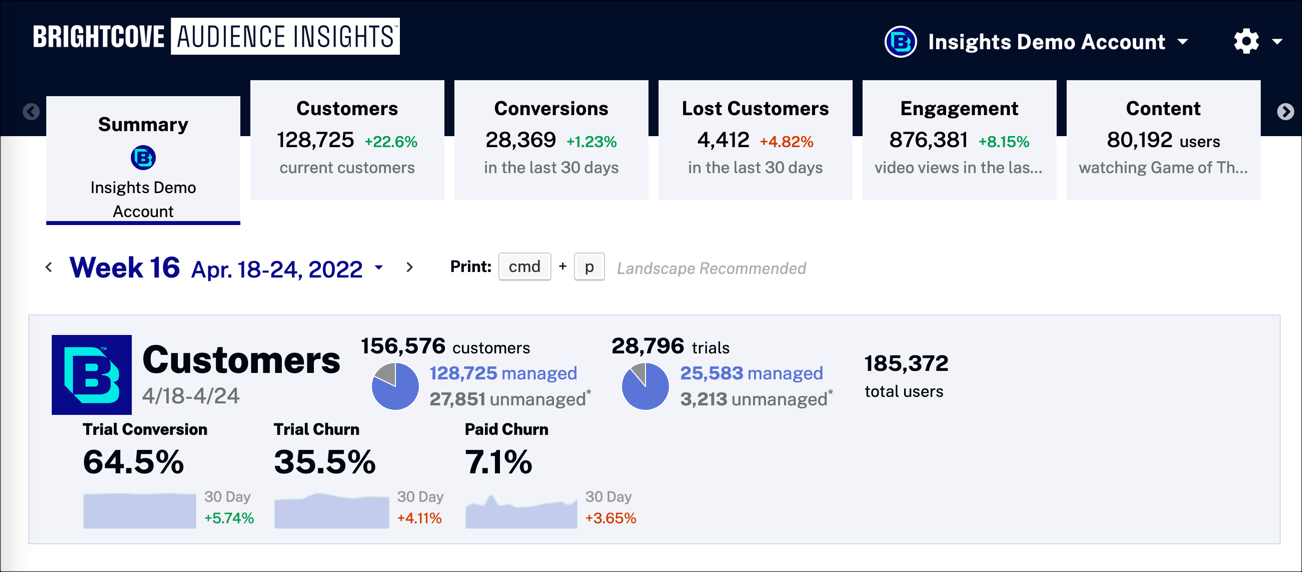 BRIGHTCOVE AUDIENCE INSIGHTS™
Insights Demo Account
Summary
Insights Demo
Account
Customers
128,725 +22.6%
current customers
Conversions
28,369 +1.23%
in the last 30 days
Lost Customers
4,412 +4.82%
in the last 30 days
Engagement
876,381 +8.15%
video views in the las...
Content
80,192 users
watching Game of Th...
Week 16 Apr. 18-24, 2022
Print: cmd + p Landscape Recommended
Customers
4/18-4/24
156,576 customers
128,725 managed
27,851 unmanaged*
28,796 trials
25,583 managed
3,213 unmanaged*
185,372
total users
Trial Conversion
64.5%
30 Day
+5.74%
Trial Churn
35.5%
30 Day
+4.11%
Paid Churn
7.1%
30 Day
+3.65%